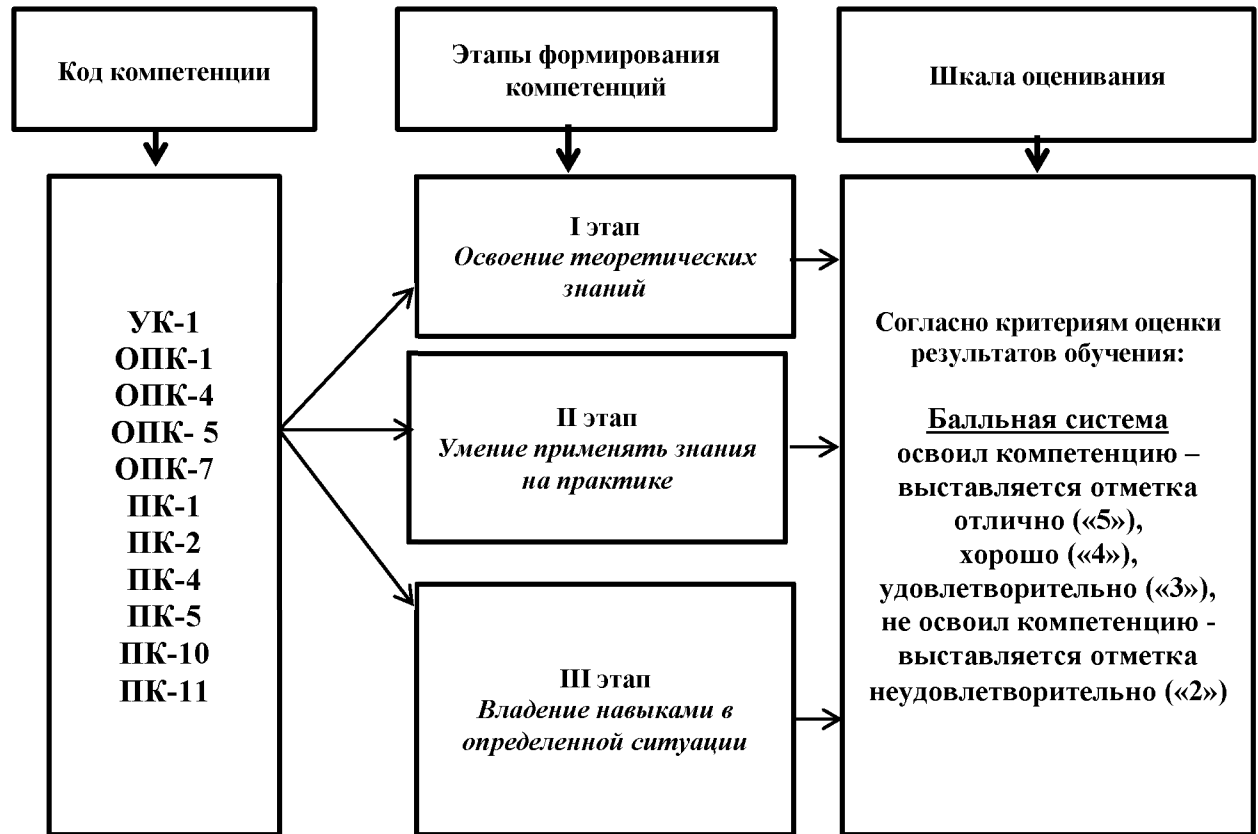 Код компетенции
Этапы формирования
компетенций
Шкала оценивания
УК-1
ОПК-1
ОПК-4
ОПК- 5
ОПК-7
ПК-1
ПК-2
ПК-4
ПК-5
ПК-10
ПК-11
I этап
Освоение теоретических
знаний
II этап
Умение применять знания
на практике
III этап
Владение навыками в
определенной ситуации
Согласно критериям оценки
результатов обучения:
Балльная система
освоил компетенцию –
выставляется отметка
отлично («5»),
хорошо («4»),
удовлетворительно («3»),
не освоил компетенцию -
выставляется отметка
неудовлетворительно («2»)